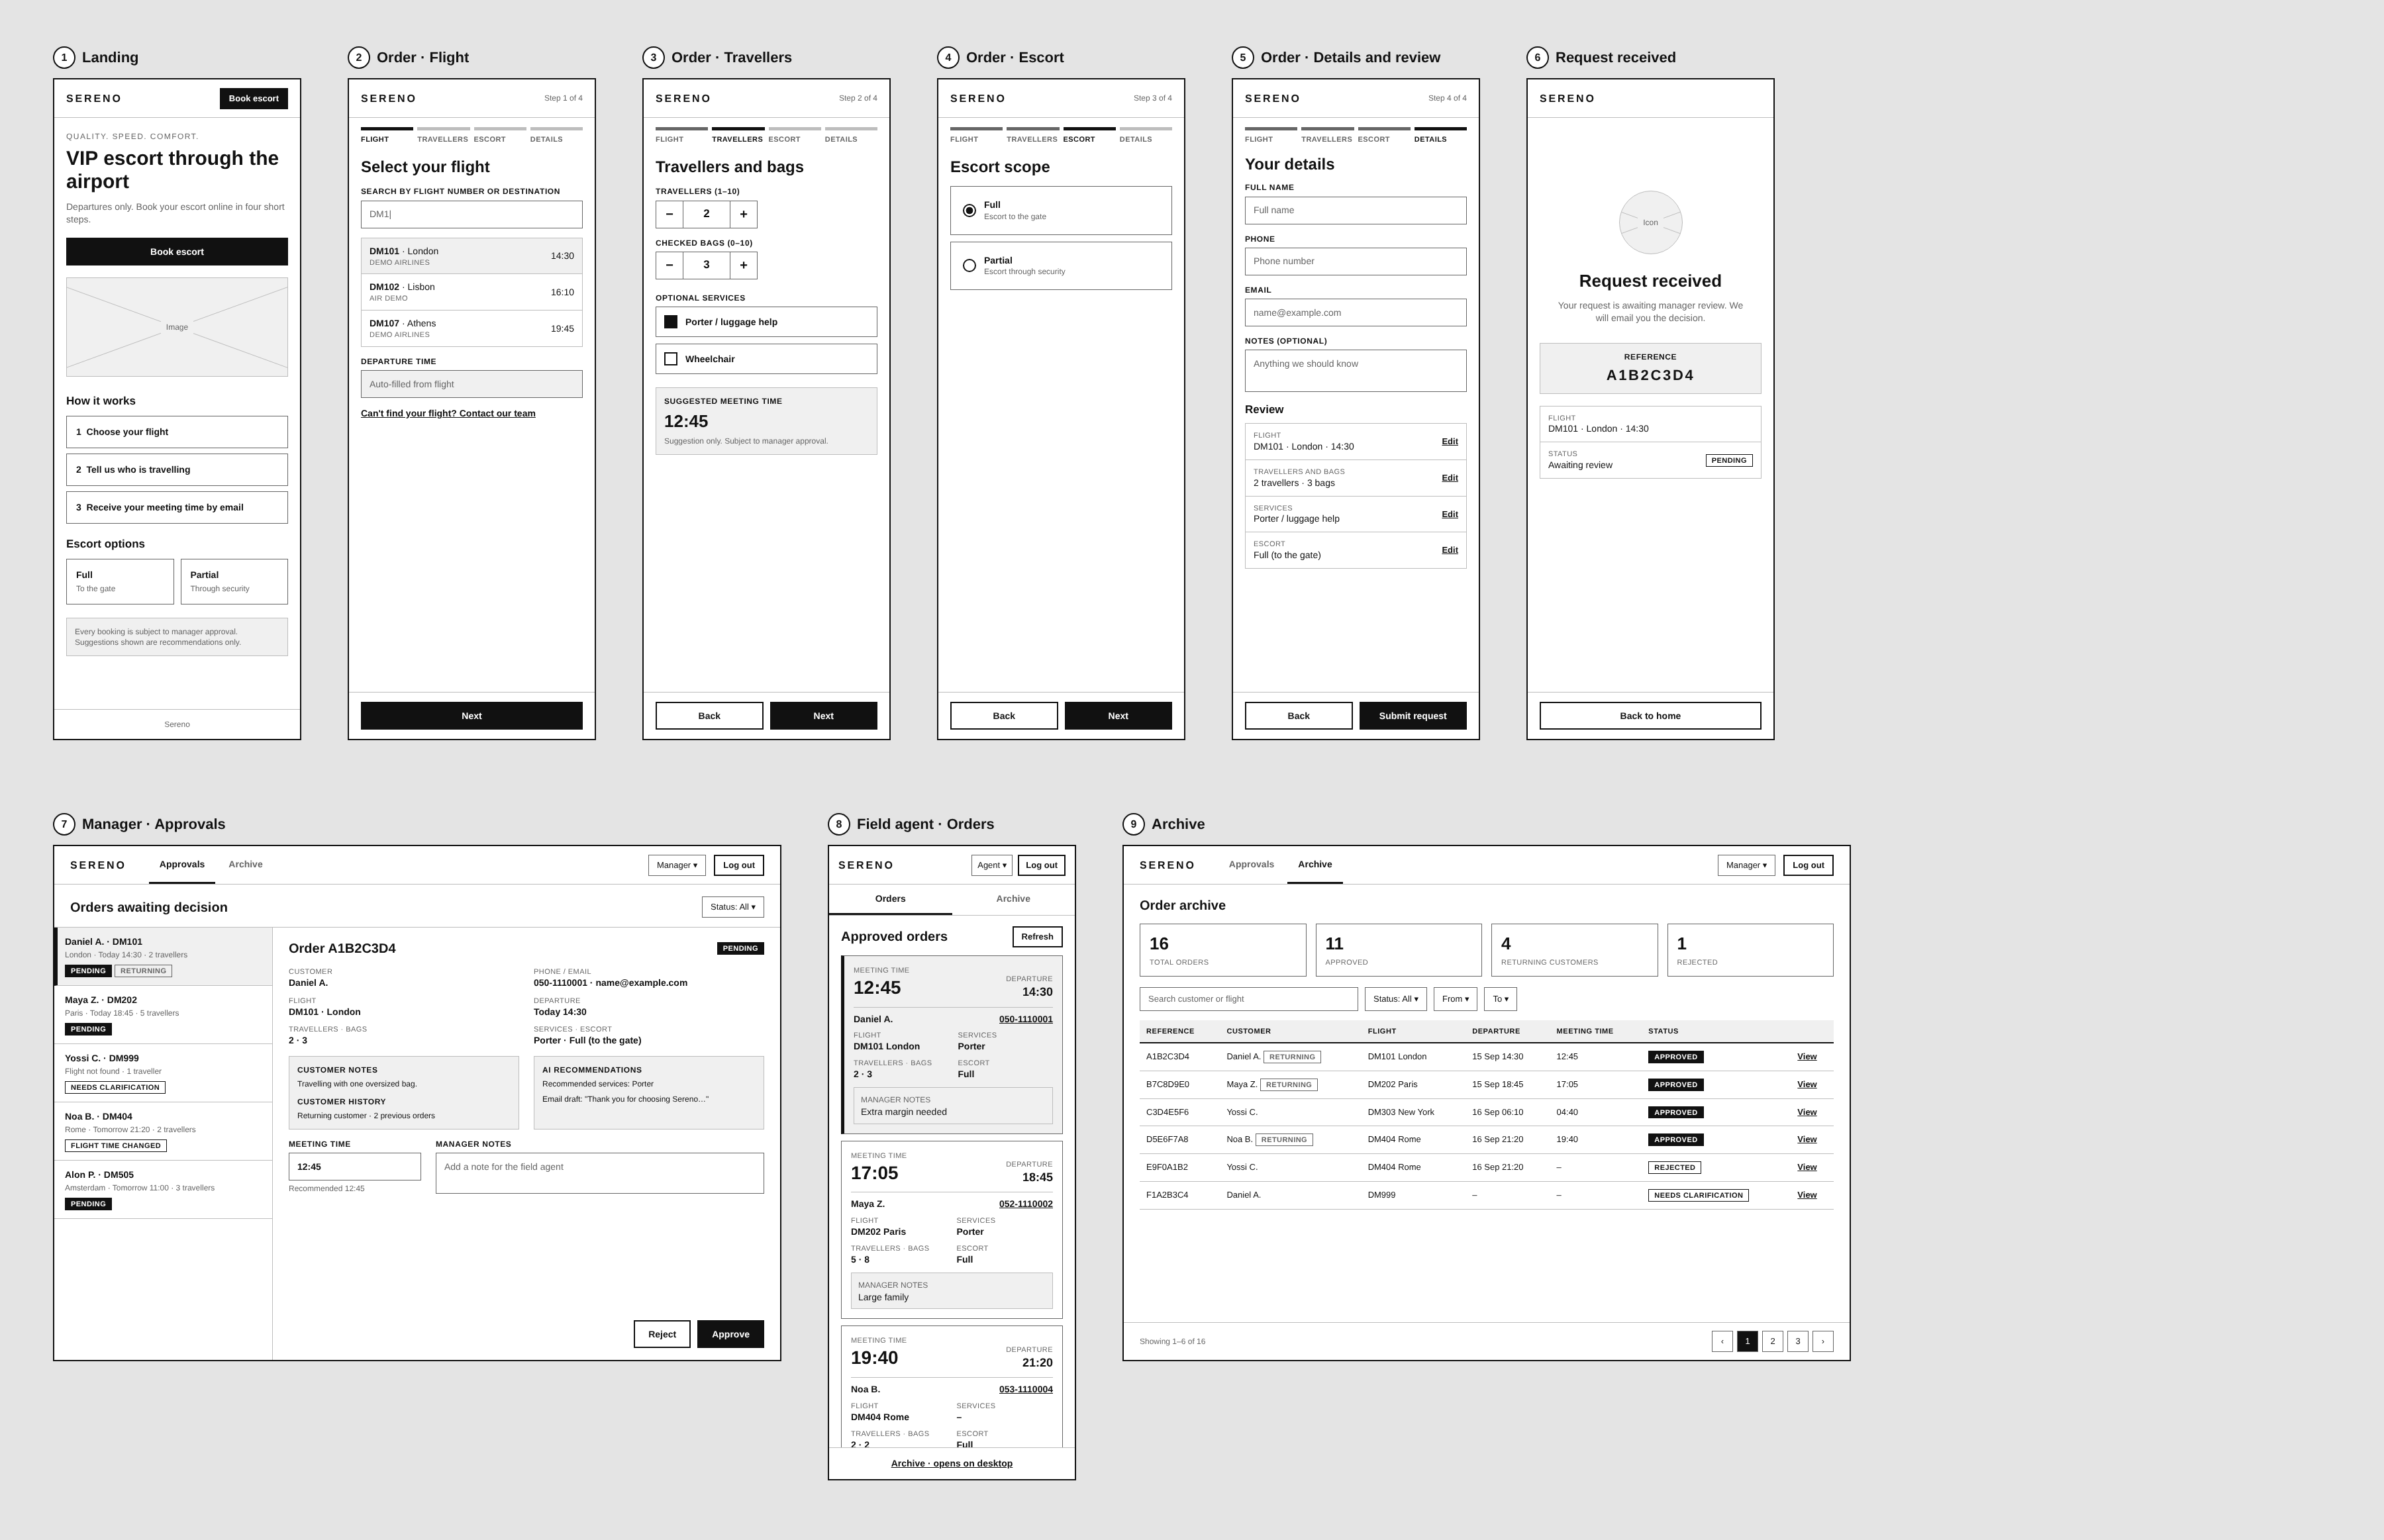 1 Landing
SERENO Book escort
QUALITY. SPEED. COMFORT.
VIP escort through the
airport
Departures only. Book your escort online in four short
steps.
Book escort
Image
How it works
1 Choose your flight
2 Tell us who is travelling
3 Receive your meeting time by email
Escort options
Full
To the gate
Partial
Through security
Every booking is subject to manager approval.
Suggestions shown are recommendations only.
Sereno
2 Order · Flight
SERENO Step 1 of 4
FLIGHT TRAVELLERS ESCORT DETAILS
Select your flight
SEARCH BY FLIGHT NUMBER OR DESTINATION
DM1|
DM101 · London 14:30
DEMO AIRLINES
DM102 · Lisbon 16:10
AIR DEMO
DM107 · Athens 19:45
DEMO AIRLINES
DEPARTURE TIME
Auto-filled from flight
Can't find your flight? Contact our team
Next
3 Order · Travellers
SERENO Step 2 of 4
FLIGHT TRAVELLERS ESCORT DETAILS
Travellers and bags
TRAVELLERS (1–10)
− 2 +
CHECKED BAGS (0–10)
− 3 +
OPTIONAL SERVICES
Porter / luggage help
Wheelchair
SUGGESTED MEETING TIME
12:45
Suggestion only. Subject to manager approval.
Back Next
4 Order · Escort
SERENO Step 3 of 4
FLIGHT TRAVELLERS ESCORT DETAILS
Escort scope
Full
Escort to the gate
Partial
Escort through security
Back Next
5 Order · Details and review
SERENO Step 4 of 4
FLIGHT TRAVELLERS ESCORT DETAILS
Your details
FULL NAME
Full name
PHONE
Phone number
EMAIL
name@example.com
NOTES (OPTIONAL)
Anything we should know
Review
FLIGHT
DM101 · London · 14:30 Edit
TRAVELLERS AND BAGS
2 travellers · 3 bags Edit
SERVICES
Porter / luggage help Edit
ESCORT
Full (to the gate) Edit
Back Submit request
6 Request received
SERENO
Icon
Request received
Your request is awaiting manager review. We
will email you the decision.
REFERENCE
A1B2C3D4
FLIGHT
DM101 · London · 14:30
STATUS
Awaiting review PENDING
Back to home
7 Manager · Approvals
SERENO Approvals Archive Manager ▾ Log out
Orders awaiting decision Status: All ▾
Daniel A. · DM101
London · Today 14:30 · 2 travellers
PENDING RETURNING
Maya Z. · DM202
Paris · Today 18:45 · 5 travellers
PENDING
Yossi C. · DM999
Flight not found · 1 traveller
NEEDS CLARIFICATION
Noa B. · DM404
Rome · Tomorrow 21:20 · 2 travellers
FLIGHT TIME CHANGED
Alon P. · DM505
Amsterdam · Tomorrow 11:00 · 3 travellers
PENDING
Order A1B2C3D4 PENDING
CUSTOMER PHONE / EMAIL
Daniel A. 050-1110001 · name@example.com
FLIGHT DEPARTURE
DM101 · London Today 14:30
TRAVELLERS · BAGS SERVICES · ESCORT
2 · 3 Porter · Full (to the gate)
CUSTOMER NOTES
Travelling with one oversized bag.
CUSTOMER HISTORY
Returning customer · 2 previous orders
AI RECOMMENDATIONS
Recommended services: Porter
Email draft: "Thank you for choosing Sereno…"
MEETING TIME MANAGER NOTES
12:45 Add a note for the field agent
Recommended 12:45
Reject Approve
8 Field agent · Orders
SERENO Agent ▾ Log out
Orders Archive
Approved orders Refresh
MEETING TIME DEPARTURE
12:45 14:30
Daniel A. 050-1110001
FLIGHT SERVICES
DM101 London Porter
TRAVELLERS · BAGS ESCORT
2 · 3 Full
MANAGER NOTES
Extra margin needed
MEETING TIME DEPARTURE
17:05 18:45
Maya Z. 052-1110002
FLIGHT SERVICES
DM202 Paris Porter
TRAVELLERS · BAGS ESCORT
5 · 8 Full
MANAGER NOTES
Large family
MEETING TIME DEPARTURE
19:40 21:20
Noa B. 053-1110004
FLIGHT SERVICES
DM404 Rome –
TRAVELLERS · BAGS ESCORT
2 · 2 Full
Archive · opens on desktop
9 Archive
SERENO Approvals Archive Manager ▾ Log out
Order archive
16 11 4 1
TOTAL ORDERS APPROVED RETURNING CUSTOMERS REJECTED
Search customer or flight Status: All ▾ From ▾ To ▾
REFERENCE CUSTOMER FLIGHT DEPARTURE MEETING TIME STATUS
A1B2C3D4 Daniel A. RETURNING DM101 London 15 Sep 14:30 12:45 APPROVED View
B7C8D9E0 Maya Z. RETURNING DM202 Paris 15 Sep 18:45 17:05 APPROVED View
C3D4E5F6 Yossi C. DM303 New York 16 Sep 06:10 04:40 APPROVED View
D5E6F7A8 Noa B. RETURNING DM404 Rome 16 Sep 21:20 19:40 APPROVED View
E9F0A1B2 Yossi C. DM404 Rome 16 Sep 21:20 – REJECTED View
F1A2B3C4 Daniel A. DM999 – – NEEDS CLARIFICATION View
Showing 1–6 of 16 ‹ 1 2 3 ›